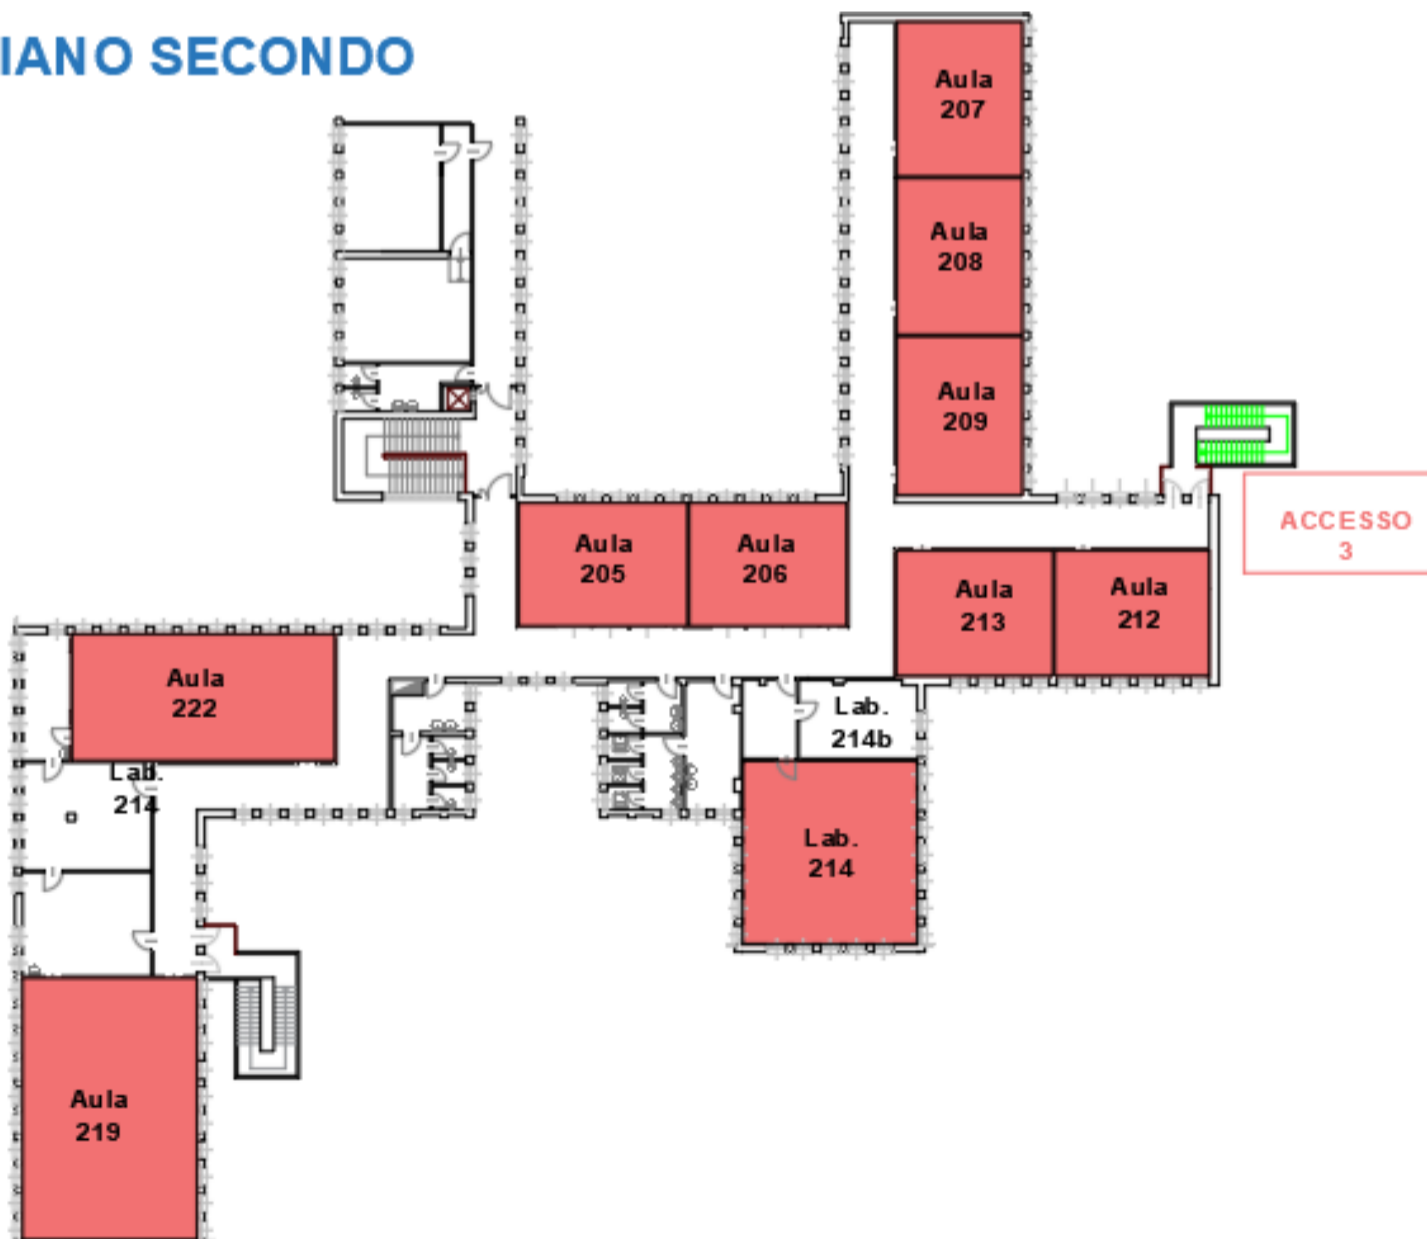 IANO SECONDO
Aula
207
Aula
208
Aula
209
ACCESSO
3
Aula
205
Aula
206
Aula
213
Aula
212
Aula
222
Lab.
214b
Lab.
214
Lab.
214
Aula
219